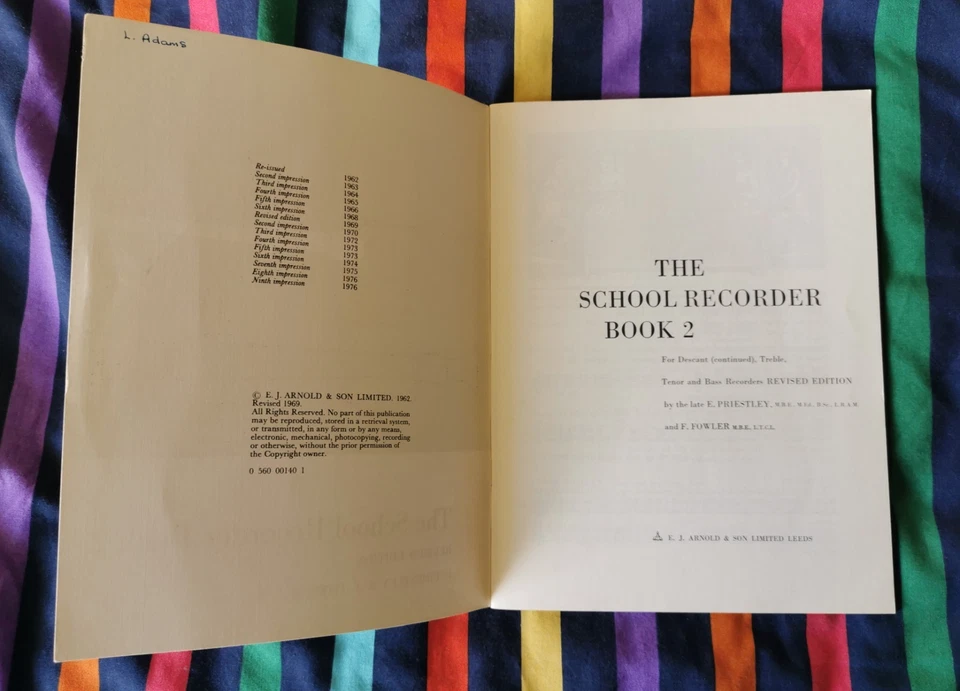 L. Adams
Re-issued 1962
Second impression 1963
Third impression 1964
Fourth impression 1965
Fifth impression 1966
Sixth impression 1968
Revised edition 1969
Second impression 1970
Third impression 1972
Fourth impression 1973
Fifth impression 1973
Sixth impression 1974
Seventh impression 1975
Eighth impression 1976
Ninth impression 1976
© E. J. ARNOLD & SON LIMITED. 1962.
Revised 1969.
All Rights Reserved. No part of this publication
may be reproduced, stored in a retrieval system,
or transmitted, in any form or by any means,
electronic, mechanical, photocopying, recording
or otherwise, without the prior permission of
the Copyright owner.
0 560 00140 1
THE
SCHOOL RECORDER
BOOK 2
For Descant (continued), Treble,
Tenor and Bass Recorders REVISED EDITION
by the late E. PRIESTLEY, M.B.E., M.Ed., B.Sc., L.R.A.M.
and F. FOWLER M.B.E., L.T.C.L.
E. J. ARNOLD & SON LIMITED LEEDS